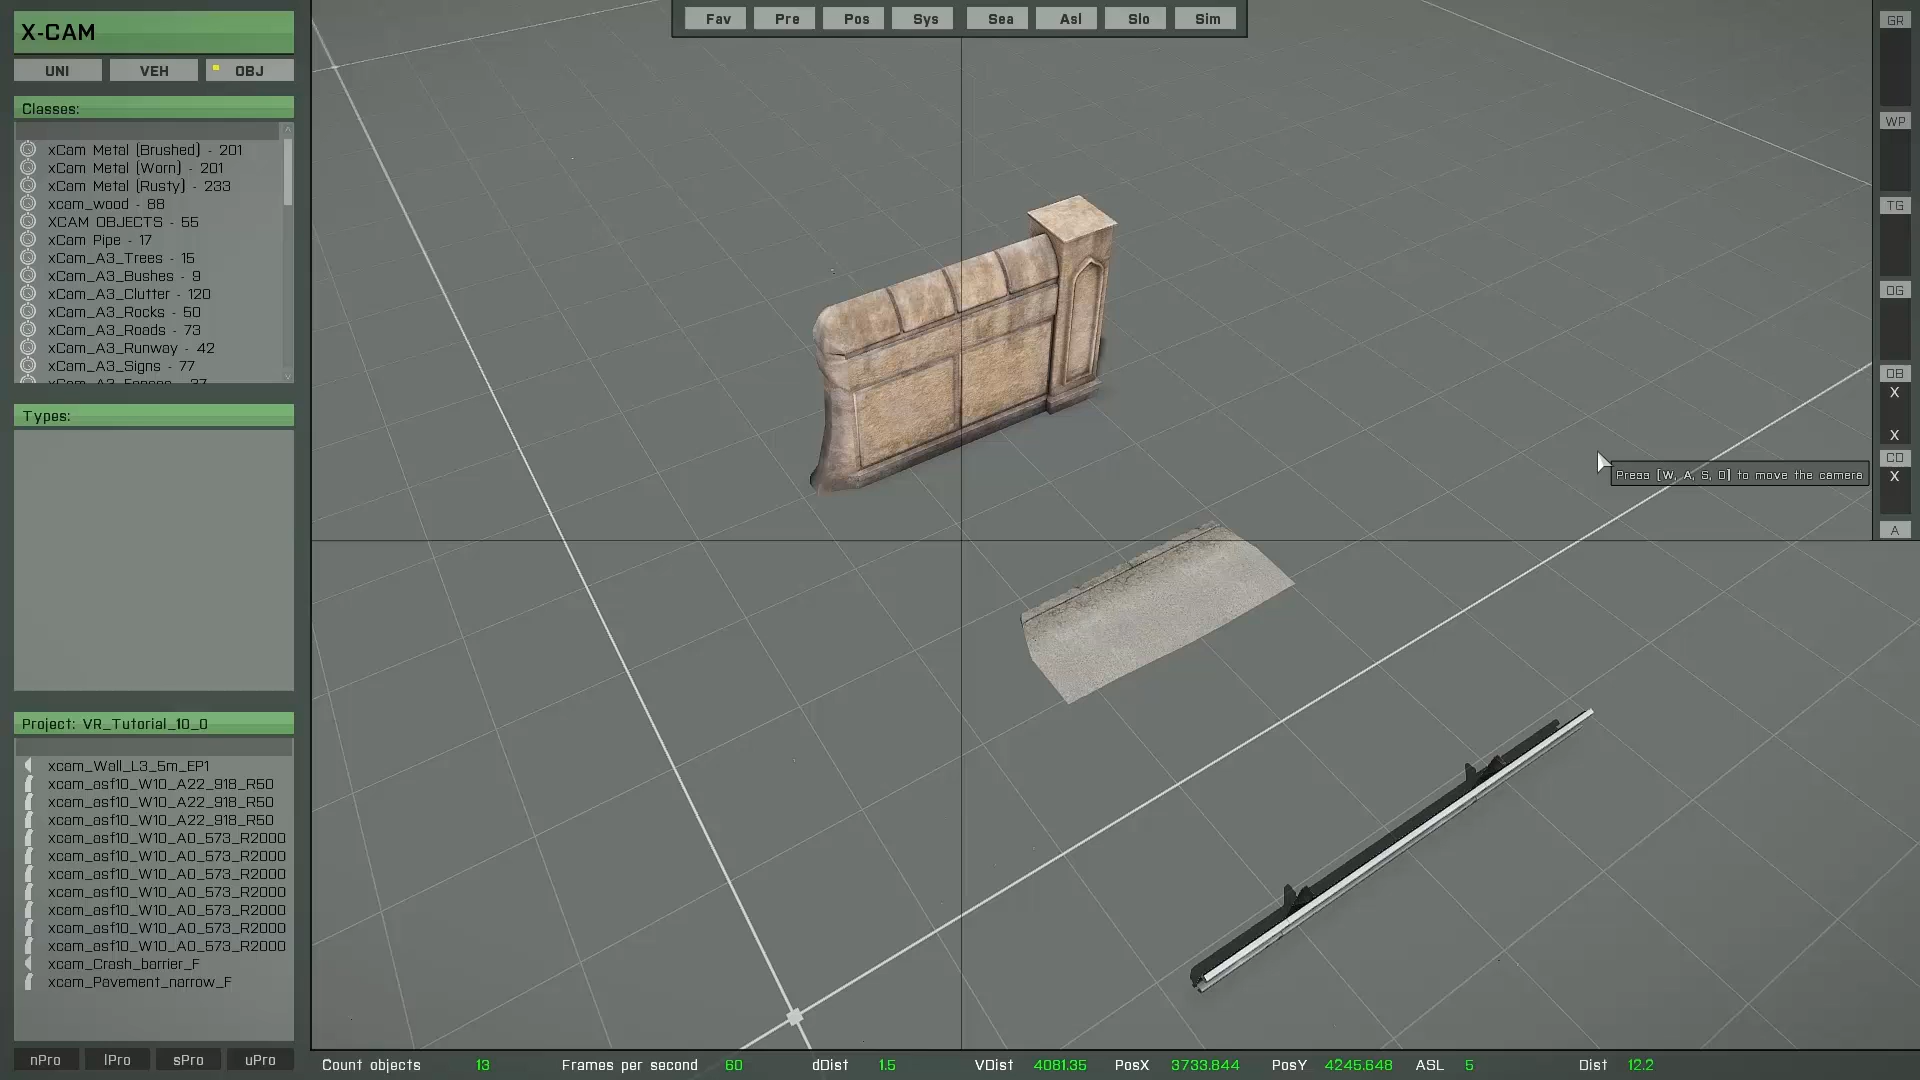 X-CAM
UNI VEH OBJ
Classes:
xCam Metal (Brushed) - 201
xCam Metal (Worn) - 201
xCam Metal (Rusty) - 233
xcam_wood - 88
XCAM OBJECTS - 55
xCam Pipe - 17
xCam_A3_Trees - 15
xCam_A3_Bushes - 9
xCam_A3_Clutter - 120
xCam_A3_Rocks - 50
xCam_A3_Roads - 73
xCam_A3_Runway - 42
xCam_A3_Signs - 77
xCam_A3_Fences - 37
Types:
Project: VR_Tutorial_10_0
xcam_Wall_L3_5m_EP1
xcam_asf10_W10_A22_918_R50
xcam_asf10_W10_A22_918_R50
xcam_asf10_W10_A22_918_R50
xcam_asf10_W10_A0_573_R2000
xcam_asf10_W10_A0_573_R2000
xcam_asf10_W10_A0_573_R2000
xcam_asf10_W10_A0_573_R2000
xcam_asf10_W10_A0_573_R2000
xcam_asf10_W10_A0_573_R2000
xcam_asf10_W10_A0_573_R2000
xcam_Crash_barrier_F
xcam_Pavement_narrow_F
nPro lPro sPro uPro
Fav Pre Pos Sys Sea Asl Slo Sim
Press [W, A, S, D] to move the camera
GR
WP
TG
OG
OB
X
X
CO
X
A
Count objects 13 Frames per second 60 dDist 1.5 VDist 4081.35 PosX 3733.844 PosY 4245.648 ASL 5 Dist 12.2